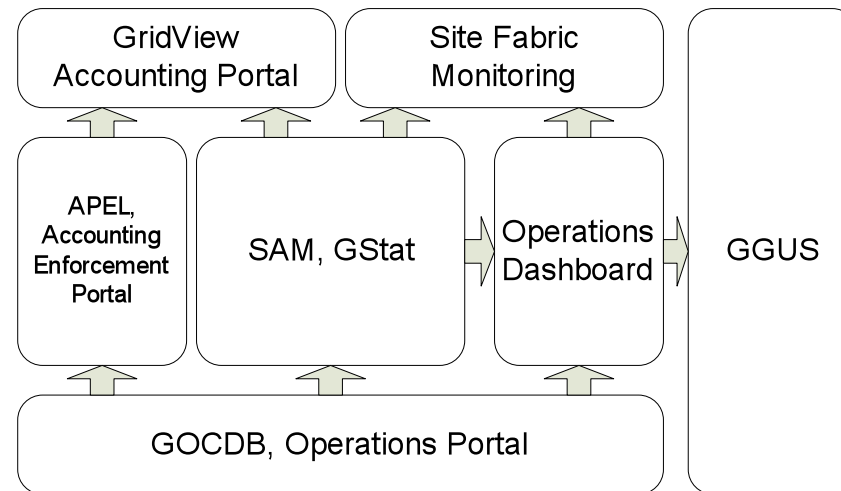 GridView
Accounting Portal
Site Fabric
Monitoring
APEL,
Accounting
Enforcement
Portal
SAM, GStat
Operations
Dashboard
GGUS
GOCDB, Operations Portal